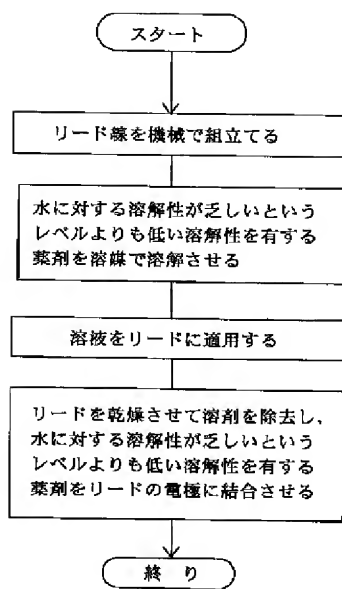 スタート
リード線を機械で組立てる
水に対する溶解性が乏しいという
レベルよりも低い溶解性を有する
薬剤を溶媒で溶解させる
溶液をリードに適用する
リードを乾燥させて溶剤を除去し、
水に対する溶解性が乏しいという
レベルよりも低い溶解性を有する
薬剤をリードの電極に結合させる
終り